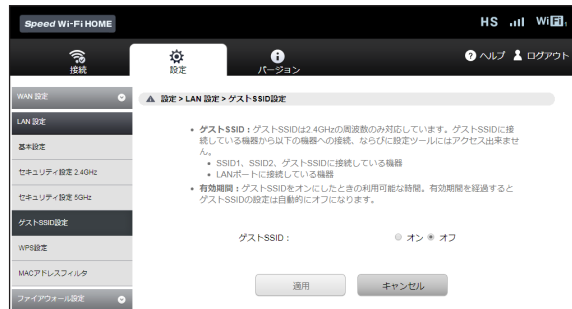 Speed Wi-Fi HOME
HS WiFi 1
接続 設定 バージョン ヘルプ ログアウト
WAN 設定
設定 > LAN 設定 > ゲストSSID設定
LAN 設定
基本設定
セキュリティ設定 2.4GHz
セキュリティ設定 5GHz
ゲストSSID設定
WPS設定
MACアドレスフィルタ
ファイアウォール設定
ゲストSSID：ゲストSSIDは2.4GHzの周波数のみ対応しています。ゲストSSIDに接
続している機器から以下の機器への接続、ならびに設定ツールにはアクセス出来ませ
ん。
SSID1、SSID2、ゲストSSIDに接続している機器
LANポートに接続している機器
有効期間：ゲストSSIDをオンにしたときの利用可能な時間。有効期間を経過すると
ゲストSSIDの設定は自動的にオフになります。
ゲストSSID： オン オフ
適用 キャンセル